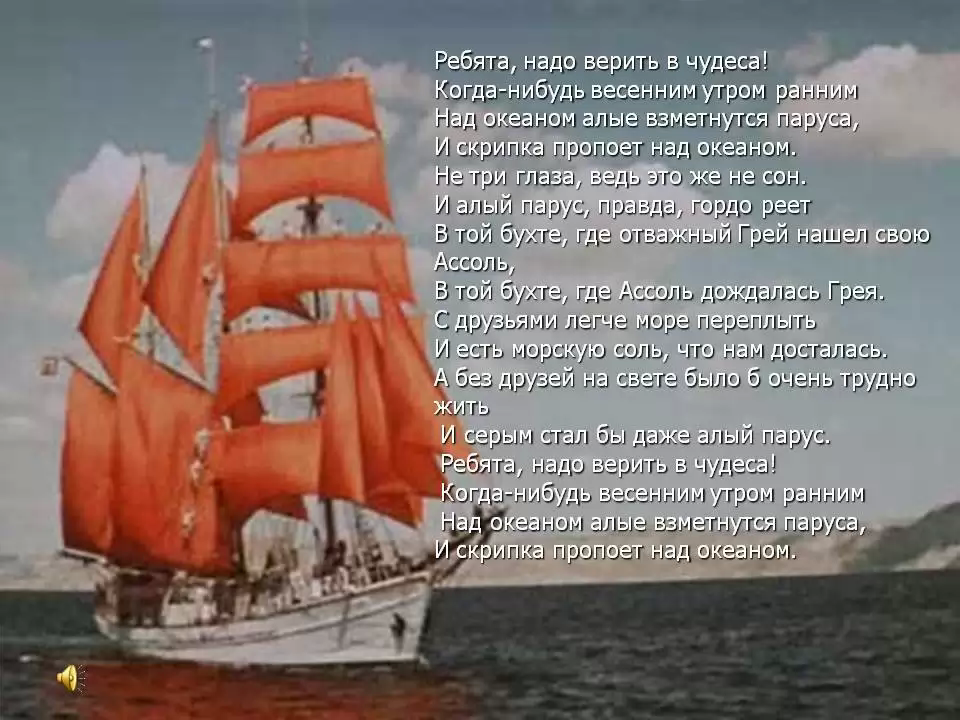 Ребята, надо верить в чудеса!
Когда-нибудь весенним утром ранним
Над океаном алые взметнутся паруса,
И скрипка пропоет над океаном.
Не три глаза, ведь это же не сон.
И алый парус, правда, гордо реет
В той бухте, где отважный Грей нашел свою
Ассоль,
В той бухте, где Ассоль дождалась Грея.
С друзьями легче море переплыть
И есть морскую соль, что нам досталась.
А без друзей на свете было б очень трудно
жить
И серым стал бы даже алый парус.
Ребята, надо верить в чудеса!
Когда-нибудь весенним утром ранним
Над океаном алые взметнутся паруса,
И скрипка пропоет над океаном.